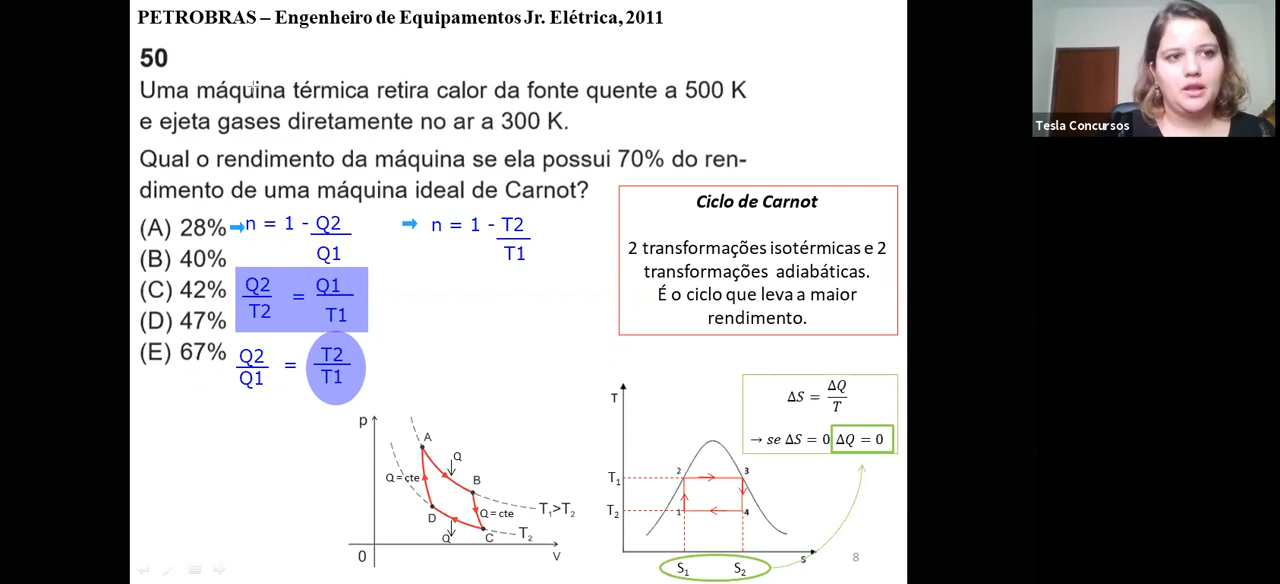 PETROBRAS – Engenheiro de Equipamentos Jr. Elétrica, 2011
50
Uma máquina térmica retira calor da fonte quente a 500 K
e ejeta gases diretamente no ar a 300 K.
Qual o rendimento da máquina se ela possui 70% do ren-
dimento de uma máquina ideal de Carnot?
(A) 28%
(B) 40%
(C) 42%
(D) 47%
(E) 67%
n = 1 - Q2
Q1
n = 1 - T2
T1
Q2 = Q1
T2 T1
Q2 = T2
Q1 T1
Ciclo de Carnot
2 transformações isotérmicas e 2
transformações adiabáticas.
É o ciclo que leva a maior
rendimento.
p
A
Q
Q = cte
B
T1>T2
D
Q = cte
Q
C
T2
0
V
T
ΔS = ΔQ
T
→ se ΔS = 0 ΔQ = 0
2
3
T1
T2
1
4
S
S1
S2
8
Tesla Concursos